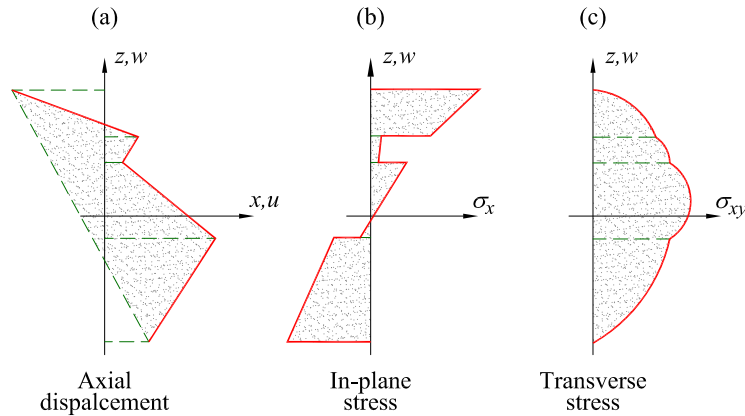 (a)
(b)
(c)
z,w
z,w
z,w
x,u
σx
σxy
Axial
dispalcement
In-plane
stress
Transverse
stress